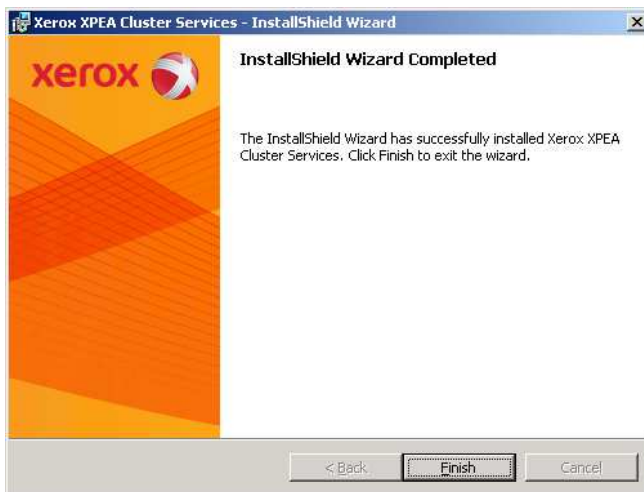 Xerox XPEA Cluster Services - InstallShield Wizard
xerox
InstallShield Wizard Completed
The InstallShield Wizard has successfully installed Xerox XPEA
Cluster Services. Click Finish to exit the wizard.
< Back
Finish
Cancel